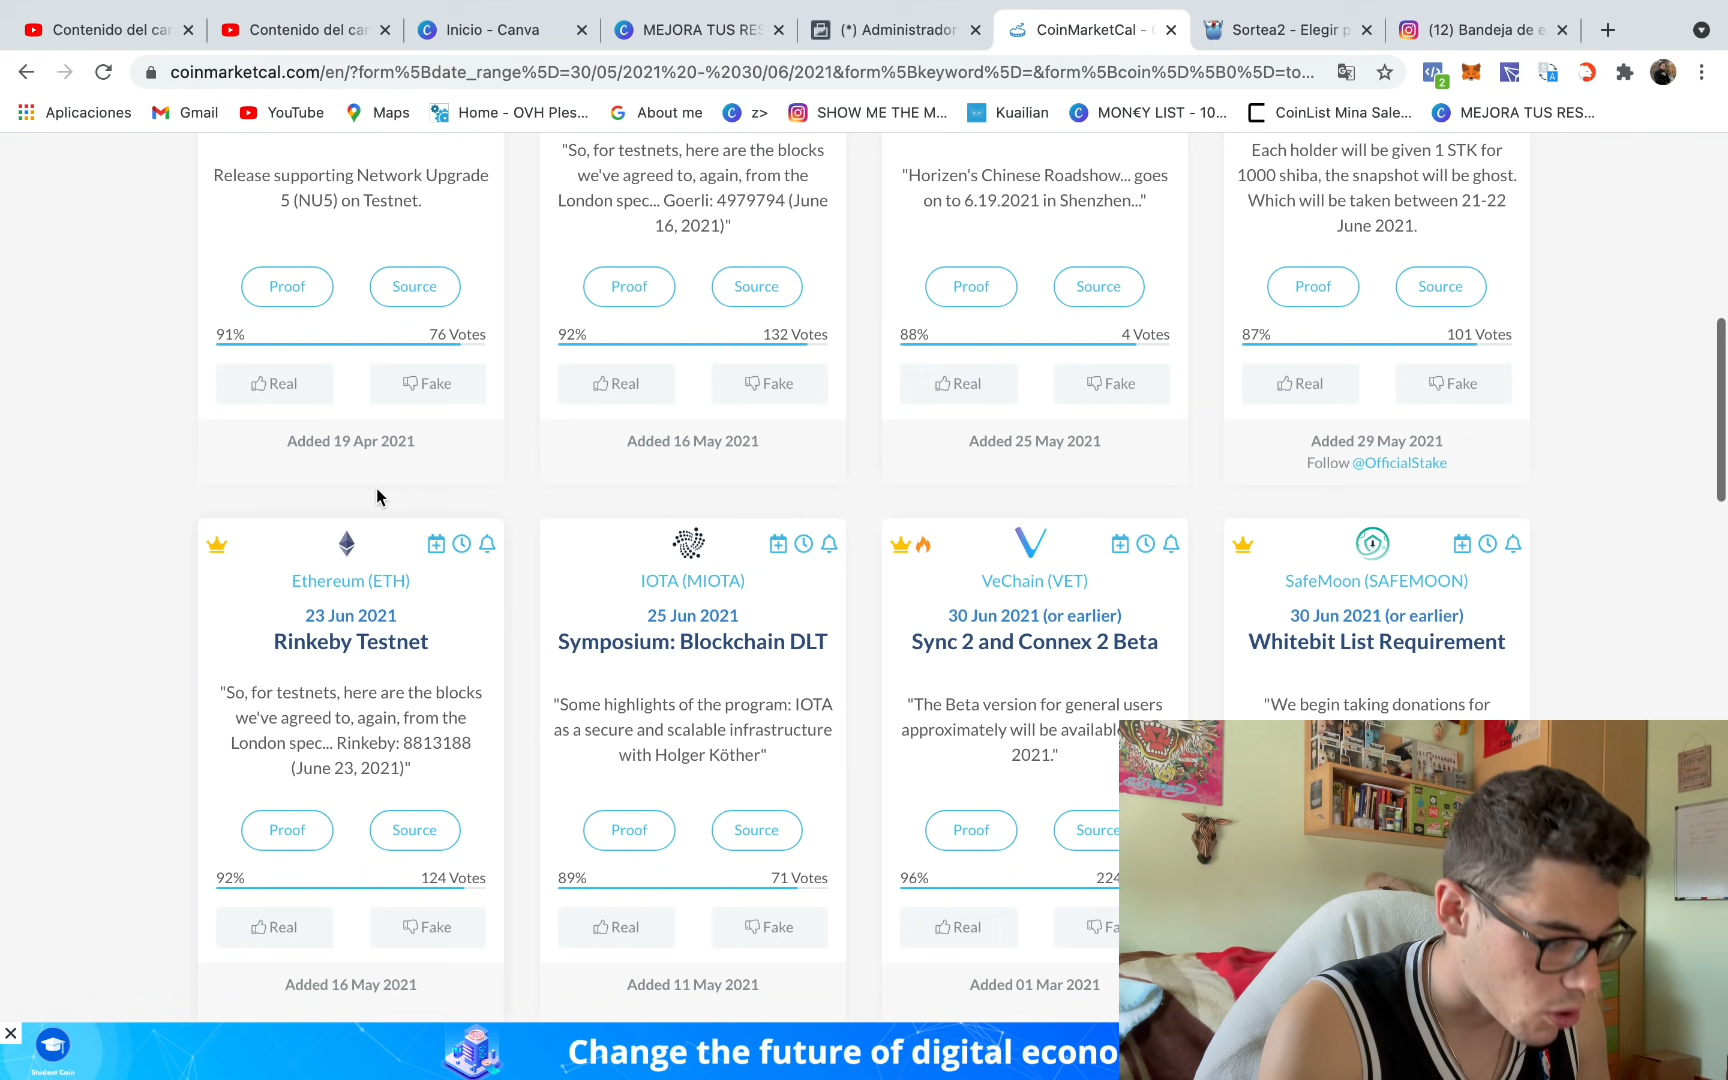 Contenido del car
Contenido del car
Inicio - Canva
MEJORA TUS RES
(*) Administrador
CoinMarketCal -
Sortea2 - Elegir p
(12) Bandeja de e
coinmarketcal.com/en/?form%5Bdate_range%5D=30/05/2021%20-%2030/06/2021&form%5Bkeyword%5D=&form%5Bcoin%5D%5B0%5D=to...
2
Aplicaciones
Gmail
YouTube
Maps
Home - OVH Ples...
About me
z>
SHOW ME THE M...
Kuailian
MON€Y LIST - 10...
CoinList Mina Sale...
MEJORA TUS RES...
Release supporting Network Upgrade
5 (NU5) on Testnet.
Proof
Source
91%
76 Votes
Real
Fake
Added 19 Apr 2021
"So, for testnets, here are the blocks
we've agreed to, again, from the
London spec... Goerli: 4979794 (June
16, 2021)"
Proof
Source
92%
132 Votes
Real
Fake
Added 16 May 2021
"Horizen's Chinese Roadshow... goes
on to 6.19.2021 in Shenzhen..."
Proof
Source
88%
4 Votes
Real
Fake
Added 25 May 2021
Each holder will be given 1 STK for
1000 shiba, the snapshot will be ghost.
Which will be taken between 21-22
June 2021.
Proof
Source
87%
101 Votes
Real
Fake
Added 29 May 2021
Follow @OfficialStake
Ethereum (ETH)
23 Jun 2021
Rinkeby Testnet
"So, for testnets, here are the blocks
we've agreed to, again, from the
London spec... Rinkeby: 8813188
(June 23, 2021)"
Proof
Source
92%
124 Votes
Real
Fake
Added 16 May 2021
IOTA (MIOTA)
25 Jun 2021
Symposium: Blockchain DLT
"Some highlights of the program: IOTA
as a secure and scalable infrastructure
with Holger Köther"
Proof
Source
89%
71 Votes
Real
Fake
Added 11 May 2021
VeChain (VET)
30 Jun 2021 (or earlier)
Sync 2 and Connex 2 Beta
"The Beta version for general users
approximately will be available
2021."
Proof
Source
96%
224
Real
Fa
Added 01 Mar 2021
SafeMoon (SAFEMOON)
30 Jun 2021 (or earlier)
Whitebit List Requirement
"We begin taking donations for
Student Coin
Change the future of digital econo